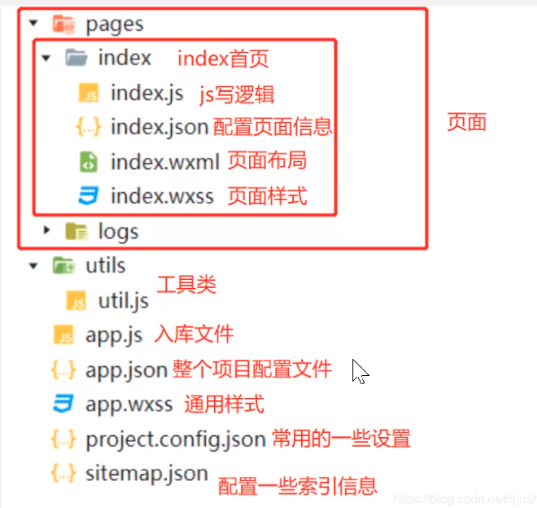 pages
index index首页
index.js js写逻辑
index.json 配置页面信息
页面
index.wxml 页面布局
index.wxss 页面样式
logs
utils
工具类
util.js
app.js 入库文件
app.json 整个项目配置文件
app.wxss 通用样式
project.config.json 常用的一些设置
sitemap.json 配置一些索引信息
https://blog.csdn.net/qiush